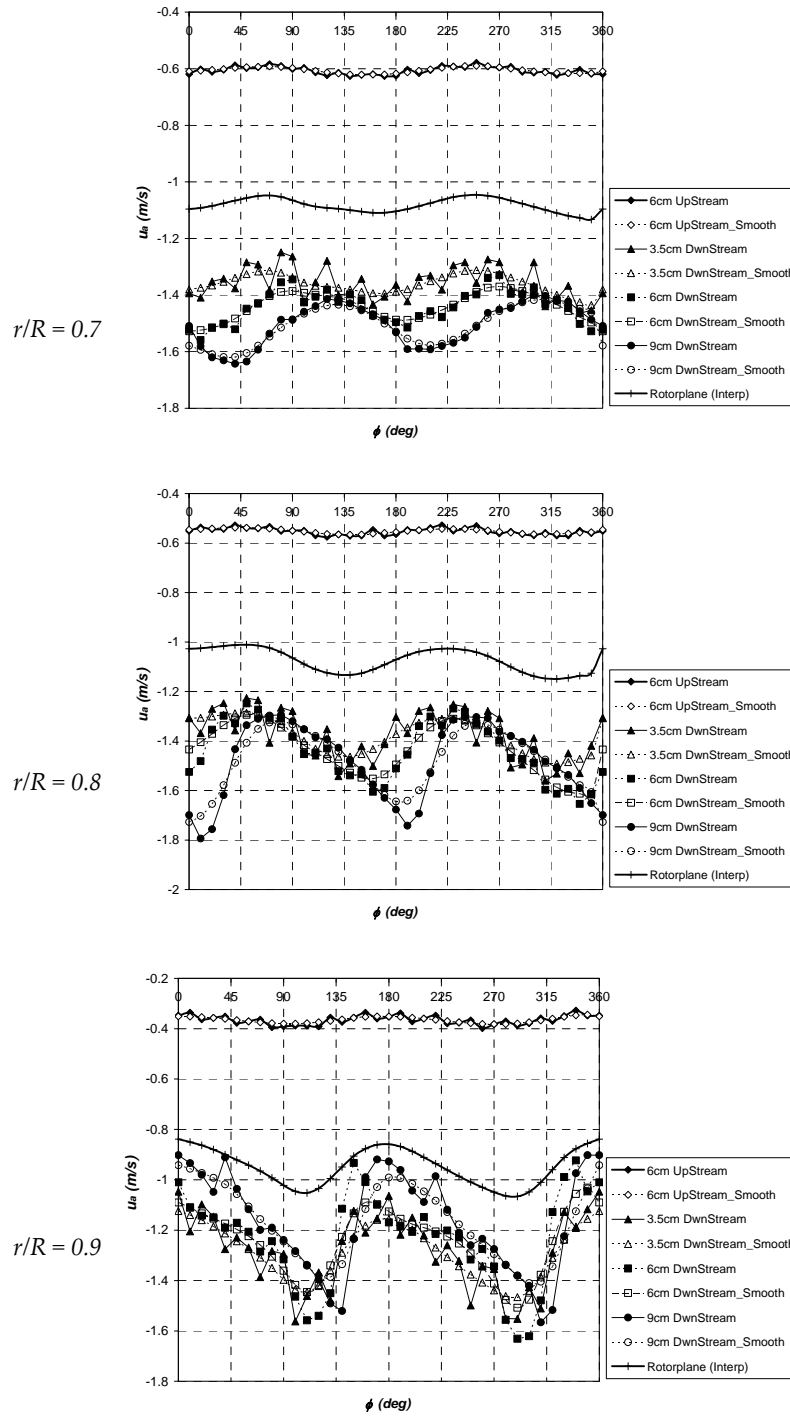 -0.4
0 45 90 135 180 225 270 315 360
-0.6
-0.8
-1
-1.2
-1.4
-1.6
-1.8
uₐ (m/s)
ϕ (deg)
r/R = 0.7
6cm UpStream
6cm UpStream_Smooth
3.5cm DwnStream
3.5cm DwnStream_Smooth
6cm DwnStream
6cm DwnStream_Smooth
9cm DwnStream
9cm DwnStream_Smooth
Rotorplane (Interp)
-0.4
0 45 90 135 180 225 270 315 360
-0.6
-0.8
-1
-1.2
-1.4
-1.6
-1.8
-2
uₐ (m/s)
ϕ (deg)
r/R = 0.8
6cm UpStream
6cm UpStream_Smooth
3.5cm DwnStream
3.5cm DwnStream_Smooth
6cm DwnStream
6cm DwnStream_Smooth
9cm DwnStream
9cm DwnStream_Smooth
Rotorplane (Interp)
-0.2
0 45 90 135 180 225 270 315 360
-0.4
-0.6
-0.8
-1
-1.2
-1.4
-1.6
-1.8
uₐ (m/s)
ϕ (deg)
r/R = 0.9
6cm UpStream
6cm UpStream_Smooth
3.5cm DwnStream
3.5cm DwnStream_Smooth
6cm DwnStream
6cm DwnStream_Smooth
9cm DwnStream
9cm DwnStream_Smooth
Rotorplane (Interp)